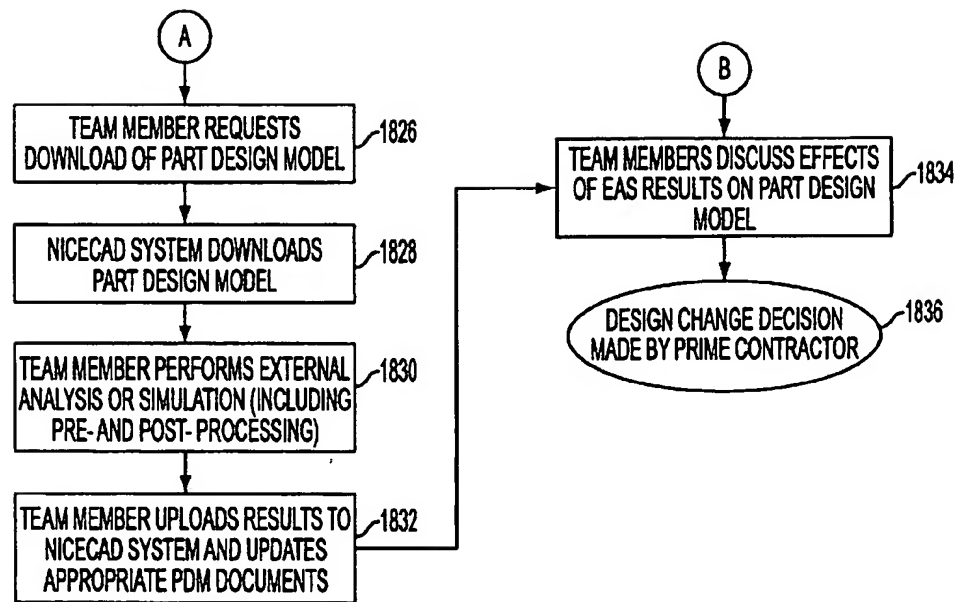 A
TEAM MEMBER REQUESTS
DOWNLOAD OF PART DESIGN MODEL
1826
NICECAD SYSTEM DOWNLOADS
PART DESIGN MODEL
1828
TEAM MEMBER PERFORMS EXTERNAL
ANALYSIS OR SIMULATION (INCLUDING
PRE- AND POST- PROCESSING)
1830
TEAM MEMBER UPLOADS RESULTS TO
NICECAD SYSTEM AND UPDATES
APPROPRIATE PDM DOCUMENTS
1832
B
TEAM MEMBERS DISCUSS EFFECTS
OF EAS RESULTS ON PART DESIGN
MODEL
1834
DESIGN CHANGE DECISION
MADE BY PRIME CONTRACTOR
1836